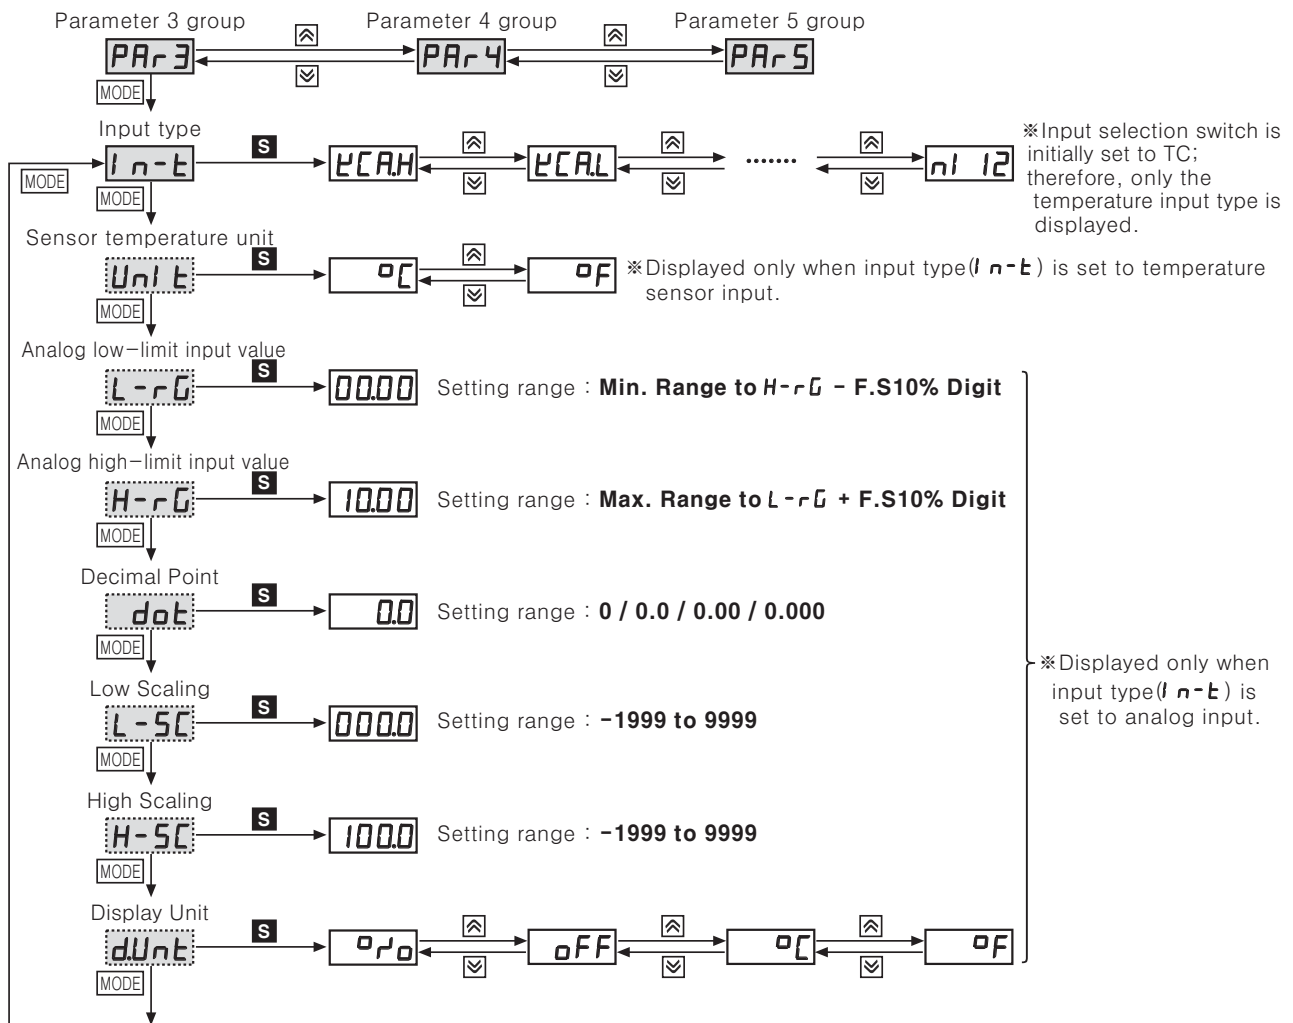 Parameter 3 group Parameter 4 group Parameter 5 group
PAr3 PAr4 PAr5
MODE
Input type
In-t S KCA.H KCA.L ······· nI 12
※Input selection switch is
initially set to TC;
therefore, only the
temperature input type is
displayed.
MODE
MODE
Sensor temperature unit
UnIt S °C °F ※Displayed only when input type(In-t) is set to temperature
sensor input.
MODE
Analog low-limit input value
L-rG S 00.00 Setting range : Min. Range to H-rG - F.S10% Digit
MODE
Analog high-limit input value
H-rG S 10.00 Setting range : Max. Range to L-rG + F.S10% Digit
MODE
Decimal Point
dot S 0.0 Setting range : 0 / 0.0 / 0.00 / 0.000
MODE
※Displayed only when
input type(In-t) is
set to analog input.
Low Scaling
L-SC S 000.0 Setting range : -1999 to 9999
MODE
High Scaling
H-SC S 100.0 Setting range : -1999 to 9999
MODE
Display Unit
d.Unt S % oFF °C °F
MODE